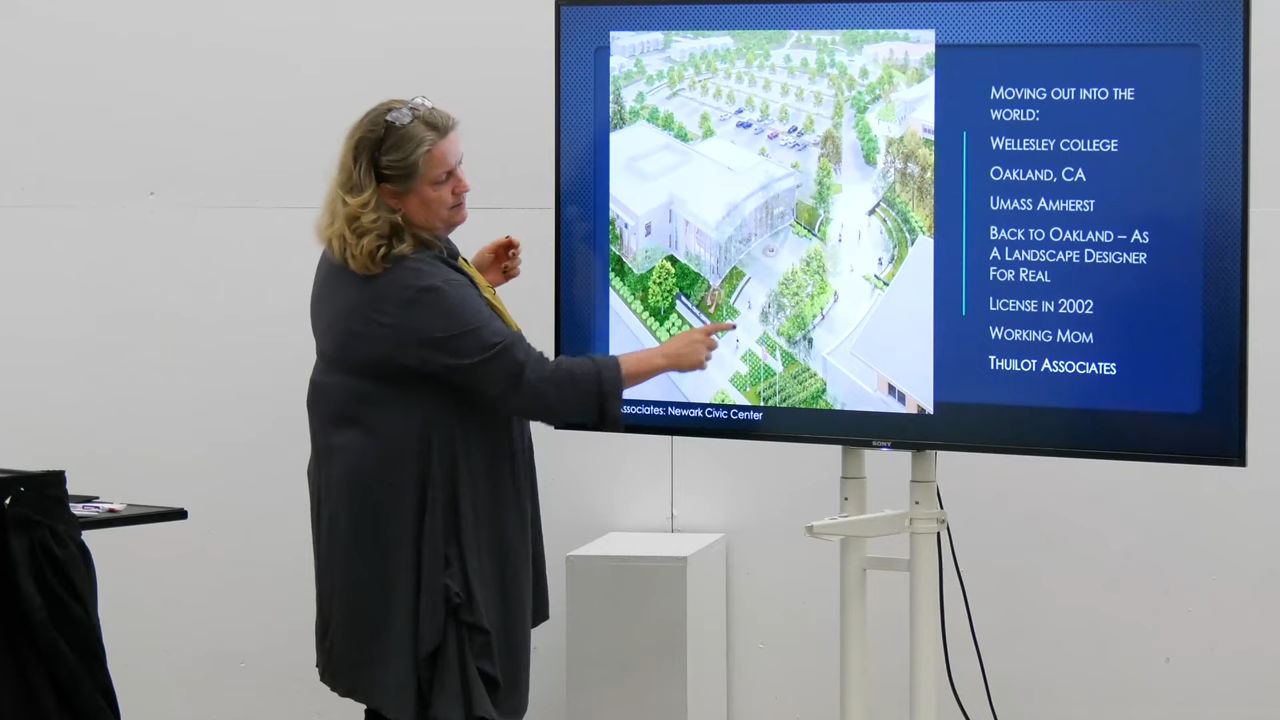 Moving out into the
world:
Wellesley college
Oakland, CA
Umass Amherst
Back to Oakland – As
A Landscape Designer
For Real
License in 2002
Working Mom
Thuilot Associates
Associates: Newark Civic Center
SONY